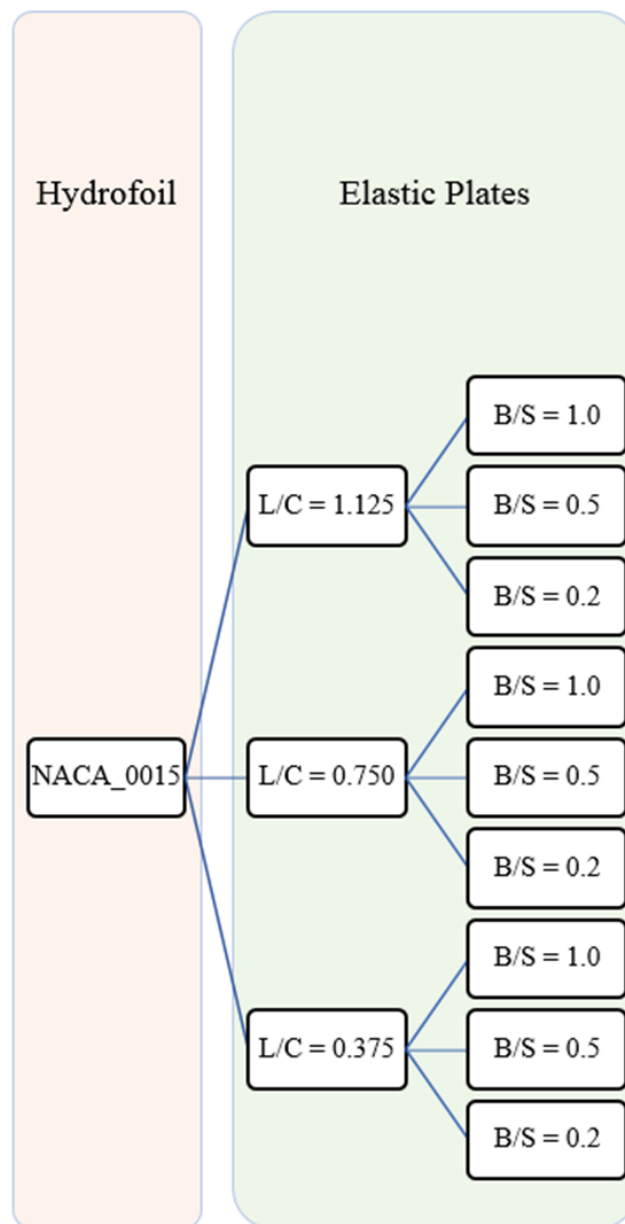 Hydrofoil
Elastic Plates
B/S = 1.0
L/C = 1.125
B/S = 0.5
B/S = 0.2
B/S = 1.0
NACA_0015
L/C = 0.750
B/S = 0.5
B/S = 0.2
B/S = 1.0
L/C = 0.375
B/S = 0.5
B/S = 0.2